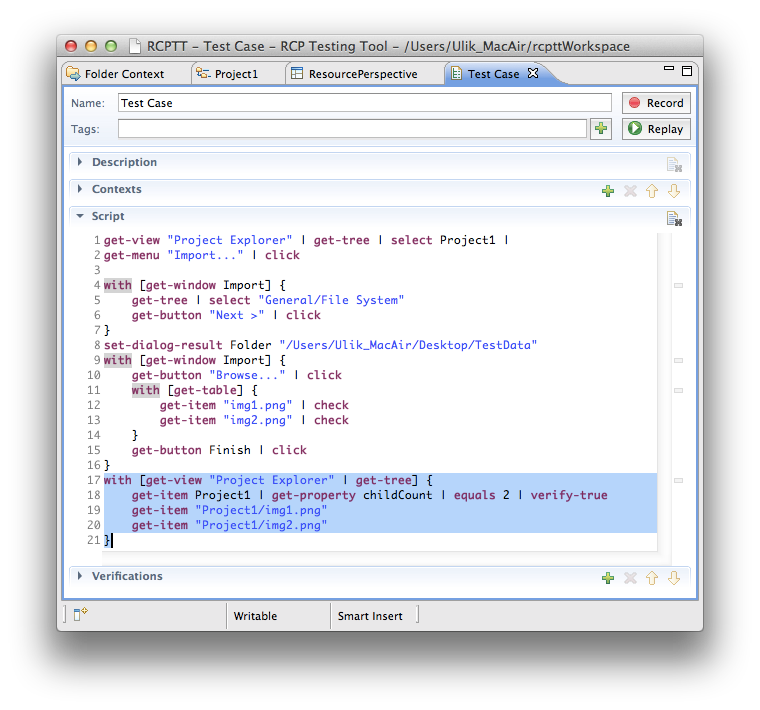 RCPTT - Test Case - RCP Testing Tool - /Users/Ulik_MacAir/rcpttWorkspace
Folder Context Project1 ResourcePerspective Test Case
Name: Test Case Record
Tags: Replay
Description
Contexts
Script
1 get-view "Project Explorer" | get-tree | select Project1 |
2 get-menu "Import..." | click
3
4 with [get-window Import] {
5 get-tree | select "General/File System"
6 get-button "Next >" | click
7 }
8 set-dialog-result Folder "/Users/Ulik_MacAir/Desktop/TestData"
9 with [get-window Import] {
10 get-button "Browse..." | click
11 with [get-table] {
12 get-item "img1.png" | check
13 get-item "img2.png" | check
14 }
15 get-button Finish | click
16 }
17 with [get-view "Project Explorer" | get-tree] {
18 get-item Project1 | get-property childCount | equals 2 | verify-true
19 get-item "Project1/img1.png"
20 get-item "Project1/img2.png"
21 }
Verifications
Writable Smart Insert